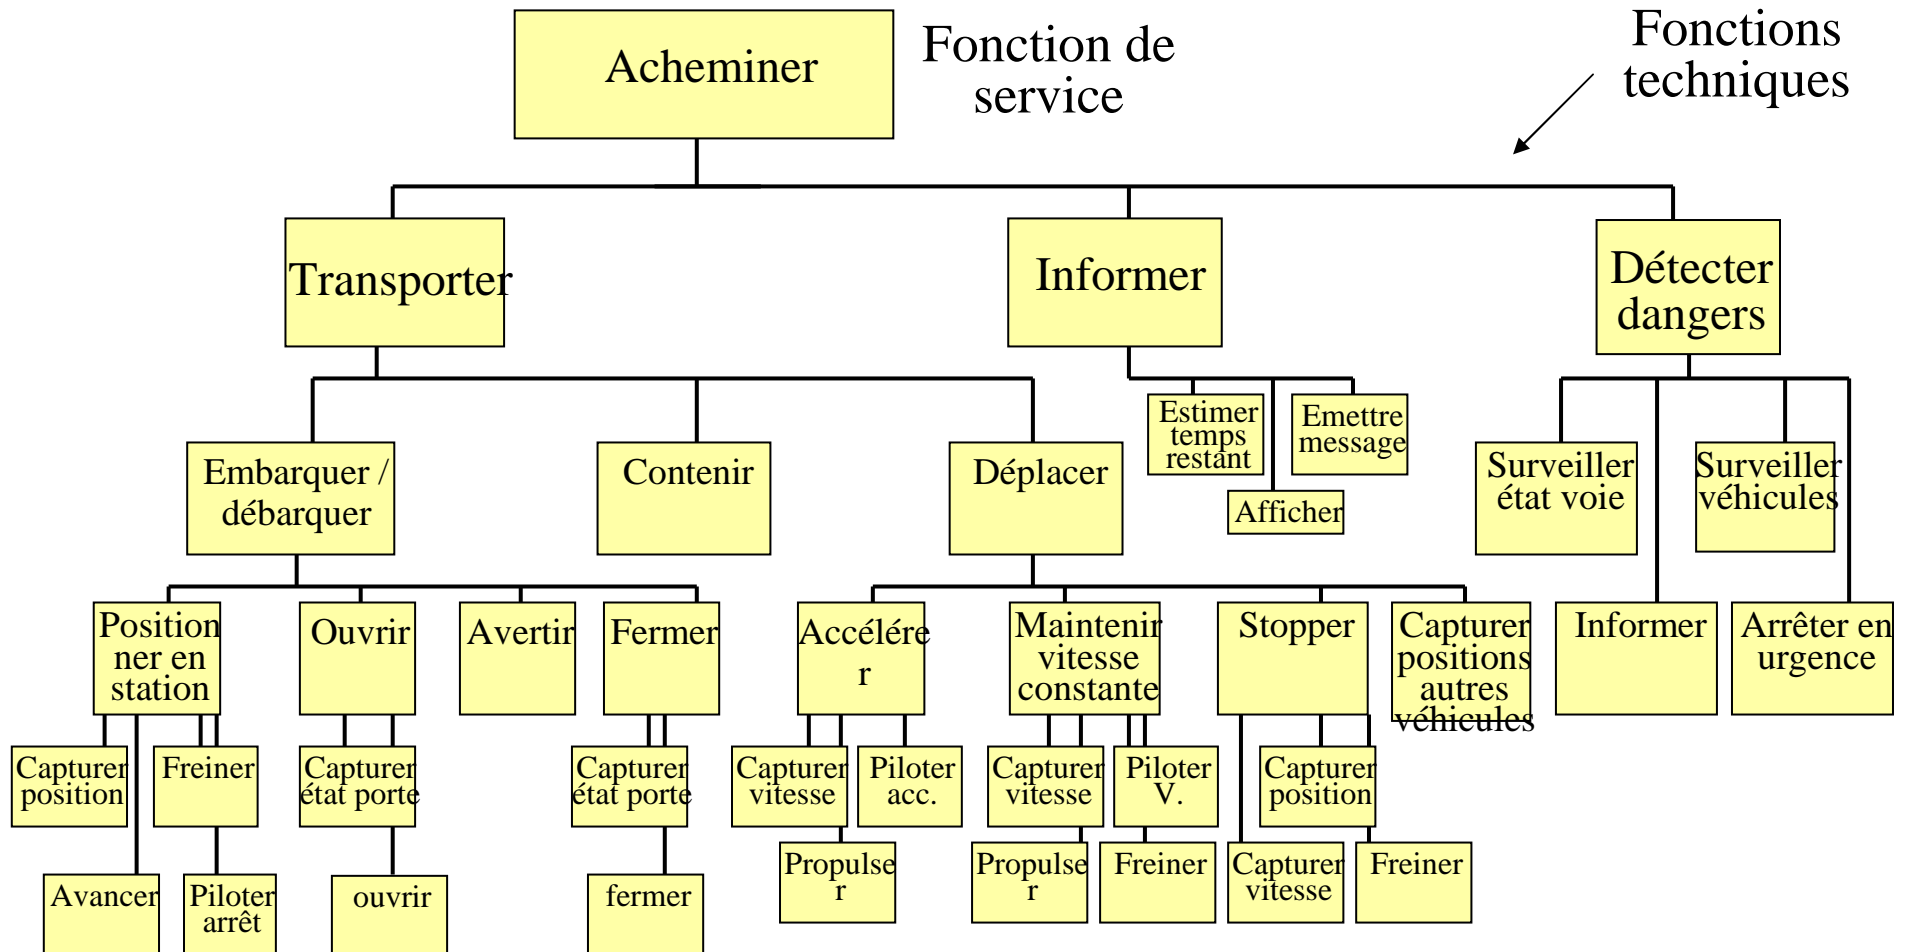 Acheminer
Fonction de
service
Fonctions
techniques
Transporter
Informer
Détecter
dangers
Estimer
temps
restant
Emettre
message
Afficher
Embarquer /
débarquer
Contenir
Déplacer
Surveiller
état voie
Surveiller
véhicules
Position
ner en
station
Ouvrir
Avertir
Fermer
Accélére
r
Maintenir
vitesse
constante
Stopper
Capturer
positions
autres
véhicules
Informer
Arrêter en
urgence
Capturer
position
Freiner
Capturer
état porte
Capturer
état porte
Capturer
vitesse
Piloter
acc.
Capturer
vitesse
Piloter
V.
Capturer
position
Propulse
r
Propulse
r
Freiner
Capturer
vitesse
Freiner
Avancer
Piloter
arrêt
ouvrir
fermer